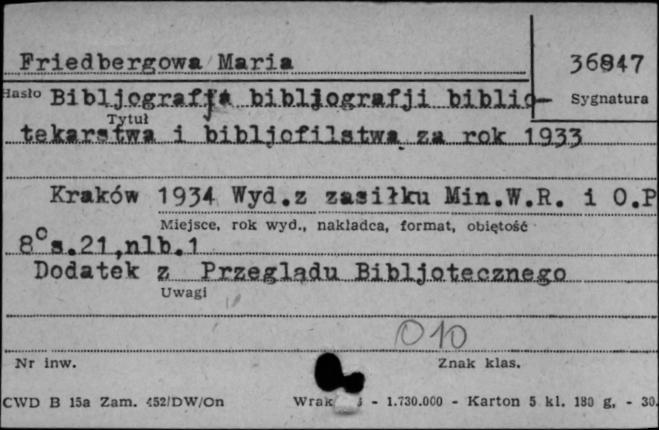 Friedbergowa Maria
36847
Hasło Bibljografja bibljografji biblio-
Sygnatura
Tytuł
tekarstwa i bibljofilstwa za rok 1933
Kraków 1934 Wyd.z zasiłku Min.W.R. i O.P
Miejsce, rok wyd., nakładca, format, objętość
8° s.21,nlb.1
Dodatek z Przeglądu Bibljotecznego
Uwagi
010
Nr inw.
Znak klas.
CWD B 15a Zam. 452/DW/On
- 1.730.000 - Karton 5 kl. 180 g, - 30.